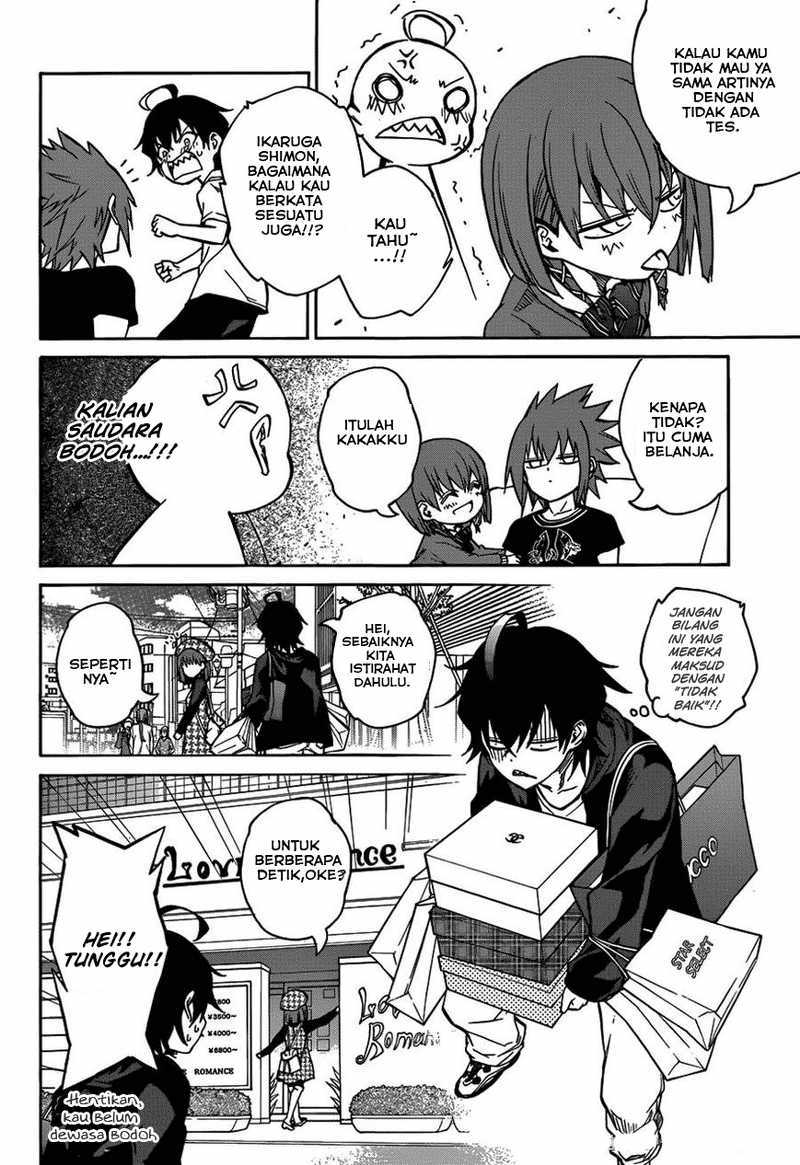 KALAU KAMU
TIDAK MAU YA
SAMA ARTINYA
DENGAN
TIDAK ADA
TES.
KAU
TAHU~
...!!
IKARUGA
SHIMON,
BAGAIMANA
KALAU KAU
BERKATA
SESUATU
JUGA!!?
KENAPA
TIDAK?
ITU CUMA
BELANJA.
ITULAH
KAKAKKU
KALIAN
SAUDARA
BODOH...!!!
JANGAN
BILANG
INI YANG
MEREKA
MAKSUD
DENGAN
"TIDAK
BAIK"!!
HEI,
SEBAIKNYA
KITA
ISTIRAHAT
DAHULU.
SEPERTI
NYA~
STAR
SELECT
UNTUK
BERBERAPA
DETIK,OKE?
HEI!!
TUNGGU!!
¥3500~
¥4000~
¥6800~
ROMANCE
Hentikan,
kau Belum
dewasa Bodoh